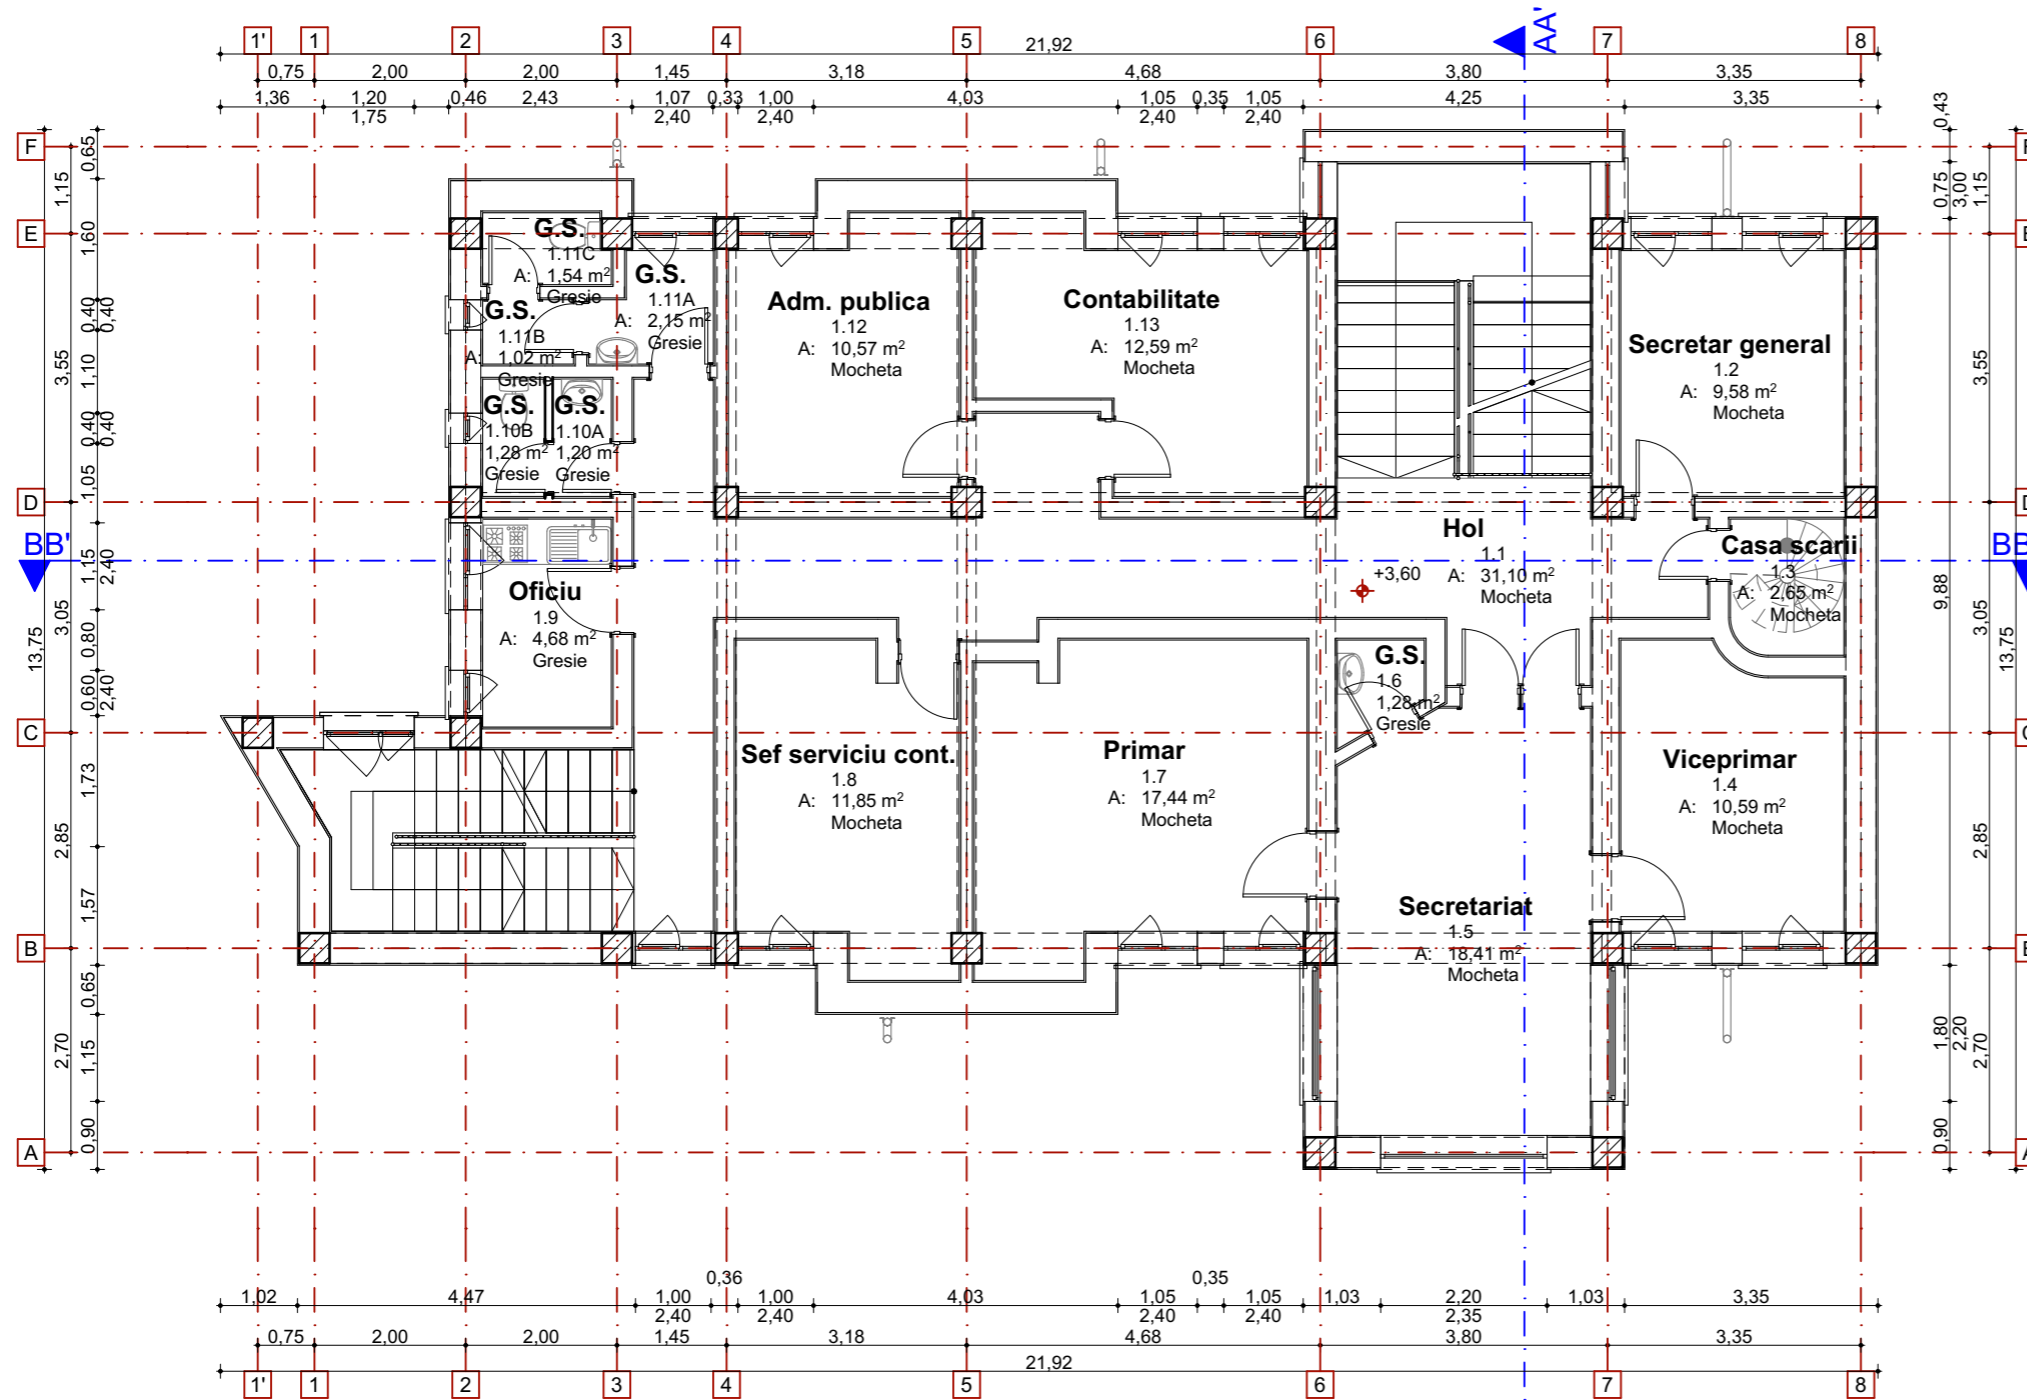 1' 1 2 3 4 5 6 7 8
AA'
21,92
0,75 2,00 2,00 1,45 3,18 4,68 3,80 3,35
1,36 1,20 0,46 2,43 1,07 0,33 1,00 4,03 1,05 0,35 1,05 4,25 3,35
1,75 2,40 2,40 2,40 2,40
F
E
D
C
B
A
BB'
BB
13,75
1,15
3,55
3,05
2,85
2,70
0,65
1,60
0,40
0,40
1,10
0,40
0,40
1,05
1,15
2,40
0,80
0,60
2,40
1,73
1,57
0,65
1,15
0,90
G.S.
1.11C
A: 1,54 m²
Gresie
G.S.
1.11A
A: 2,15 m²
Gresie
G.S.
1.11B
A: 1,02 m²
Gresie
G.S.
1.10B
1,28 m²
Gresie
G.S.
1.10A
1,20 m²
Gresie
Adm. publica
1.12
A: 10,57 m²
Mocheta
Contabilitate
1.13
A: 12,59 m²
Mocheta
Secretar general
1.2
A: 9,58 m²
Mocheta
Hol
1.1
A: 31,10 m²
Mocheta
+3,60
Casa scarii
1.3
A: 2,65 m²
Mocheta
Oficiu
1.9
A: 4,68 m²
Gresie
G.S.
1.6
1,28 m²
Gresie
Sef serviciu cont.
1.8
A: 11,85 m²
Mocheta
Primar
1.7
A: 17,44 m²
Mocheta
Viceprimar
1.4
A: 10,59 m²
Mocheta
Secretariat
1.5
A: 18,41 m²
Mocheta
0,43
0,75
3,00
1,15
3,55
9,88
3,05
13,75
2,85
1,80
2,20
2,70
0,90
0,36 0,35
1,02 4,47 1,00 1,00 4,03 1,05 1,05 1,03 2,20 1,03 3,35
2,40 2,40 2,40 2,40 2,35
0,75 2,00 2,00 1,45 3,18 4,68 3,80 3,35
21,92
1' 1 2 3 4 5 6 7 8